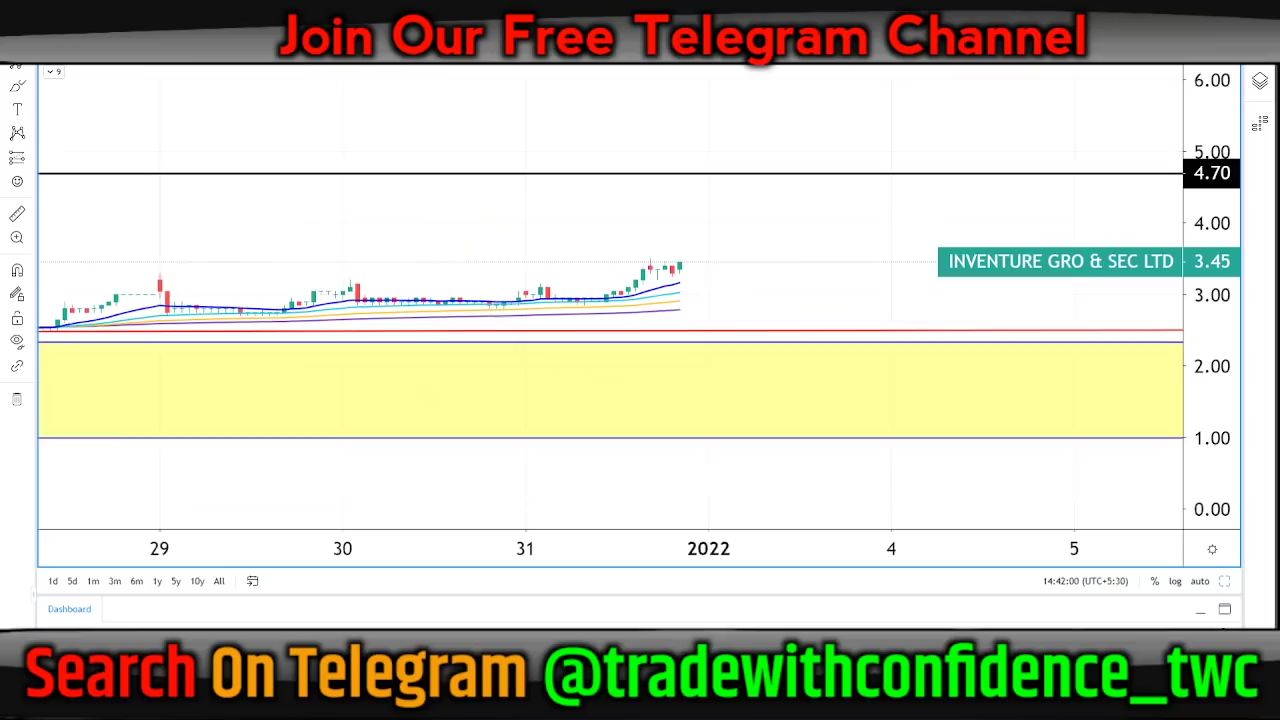 Join Our Free Telegram Channel
9
6.00
5.00
4.70
4.00
INVENTURE GRO & SEC LTD 3.45
3.00
2.00
1.00
0.00
29 30 31 2022 4 5
1d 5d 1m 3m 6m 1y 5y 10y All 14:42:00 (UTC+5:30) % log auto
Dashboard
Search On Telegram @tradewithconfidence_twc